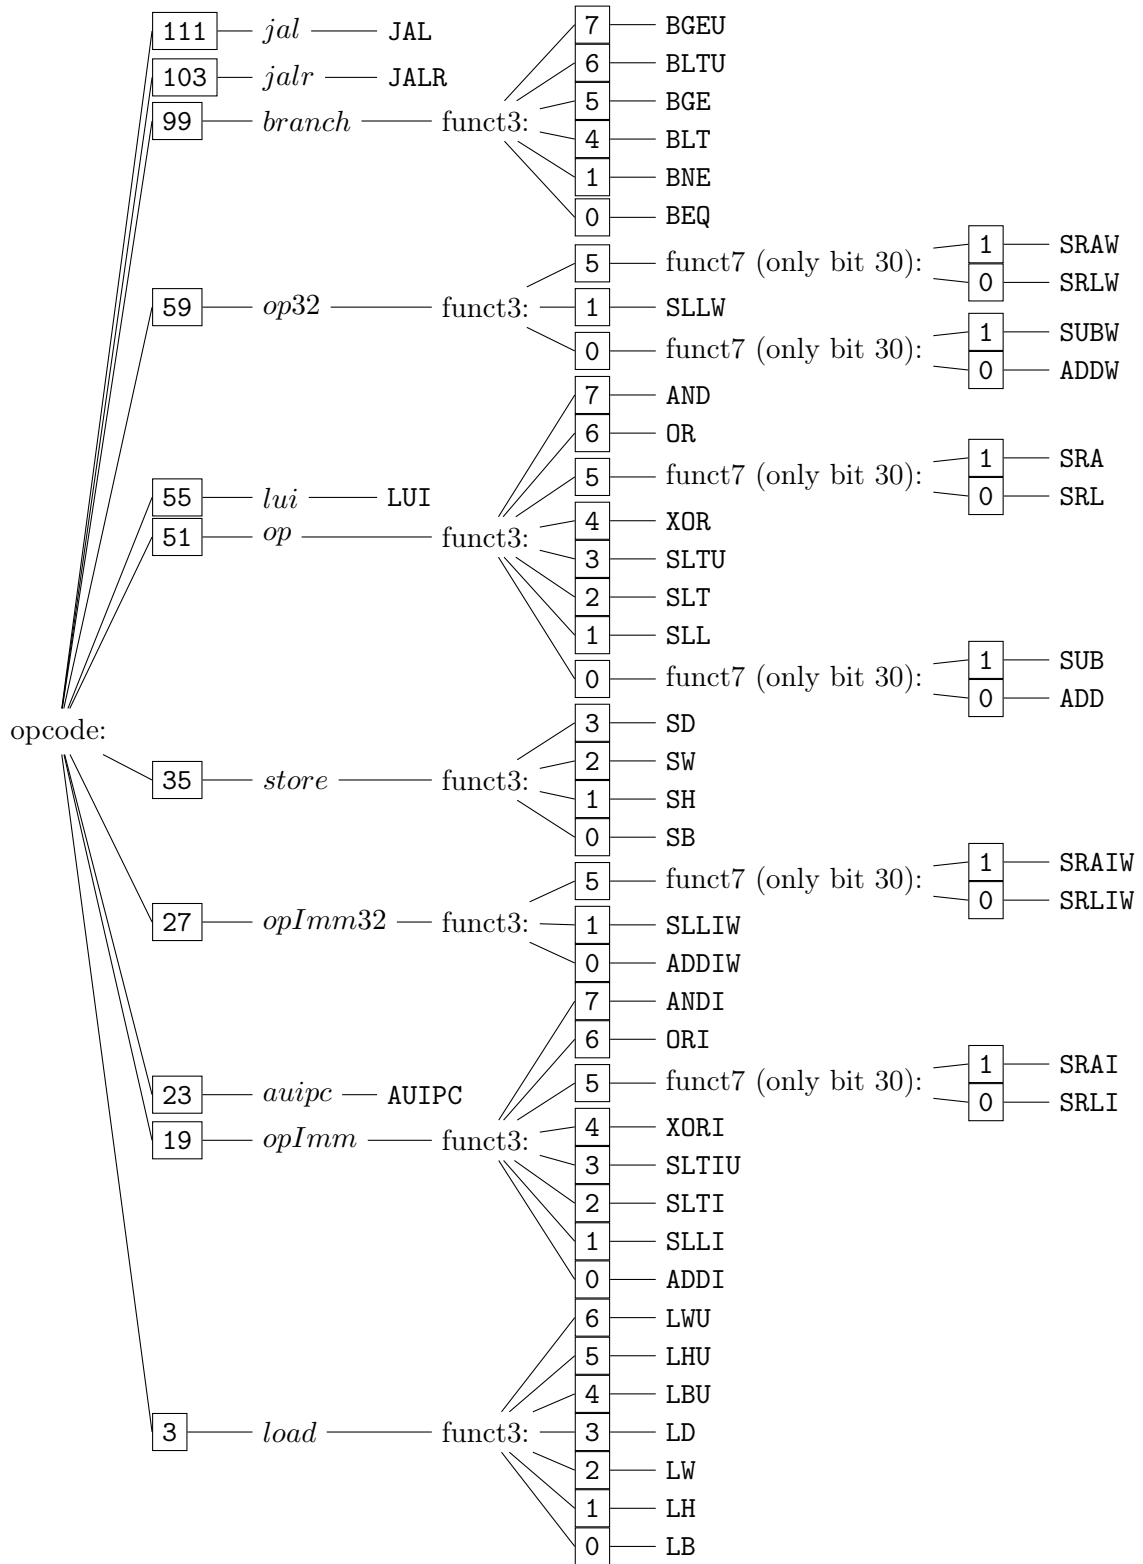 111 jal JAL
103 jalr JALR
99 branch funct3:
7 BGEU
6 BLTU
5 BGE
4 BLT
1 BNE
0 BEQ
59 op32 funct3:
5 funct7 (only bit 30):
1 SRAW
0 SRLW
1 SLLW
0 funct7 (only bit 30):
1 SUBW
0 ADDW
55 lui LUI
51 op funct3:
7 AND
6 OR
5 funct7 (only bit 30):
1 SRA
0 SRL
4 XOR
3 SLTU
2 SLT
1 SLL
0 funct7 (only bit 30):
1 SUB
0 ADD
opcode:
35 store funct3:
3 SD
2 SW
1 SH
0 SB
27 opImm32 funct3:
5 funct7 (only bit 30):
1 SRAIW
0 SRLIW
1 SLLIW
0 ADDIW
23 auipc AUIPC
19 opImm funct3:
7 ANDI
6 ORI
5 funct7 (only bit 30):
1 SRAI
0 SRLI
4 XORI
3 SLTIU
2 SLTI
1 SLLI
0 ADDI
3 load funct3:
6 LWU
5 LHU
4 LBU
3 LD
2 LW
1 LH
0 LB